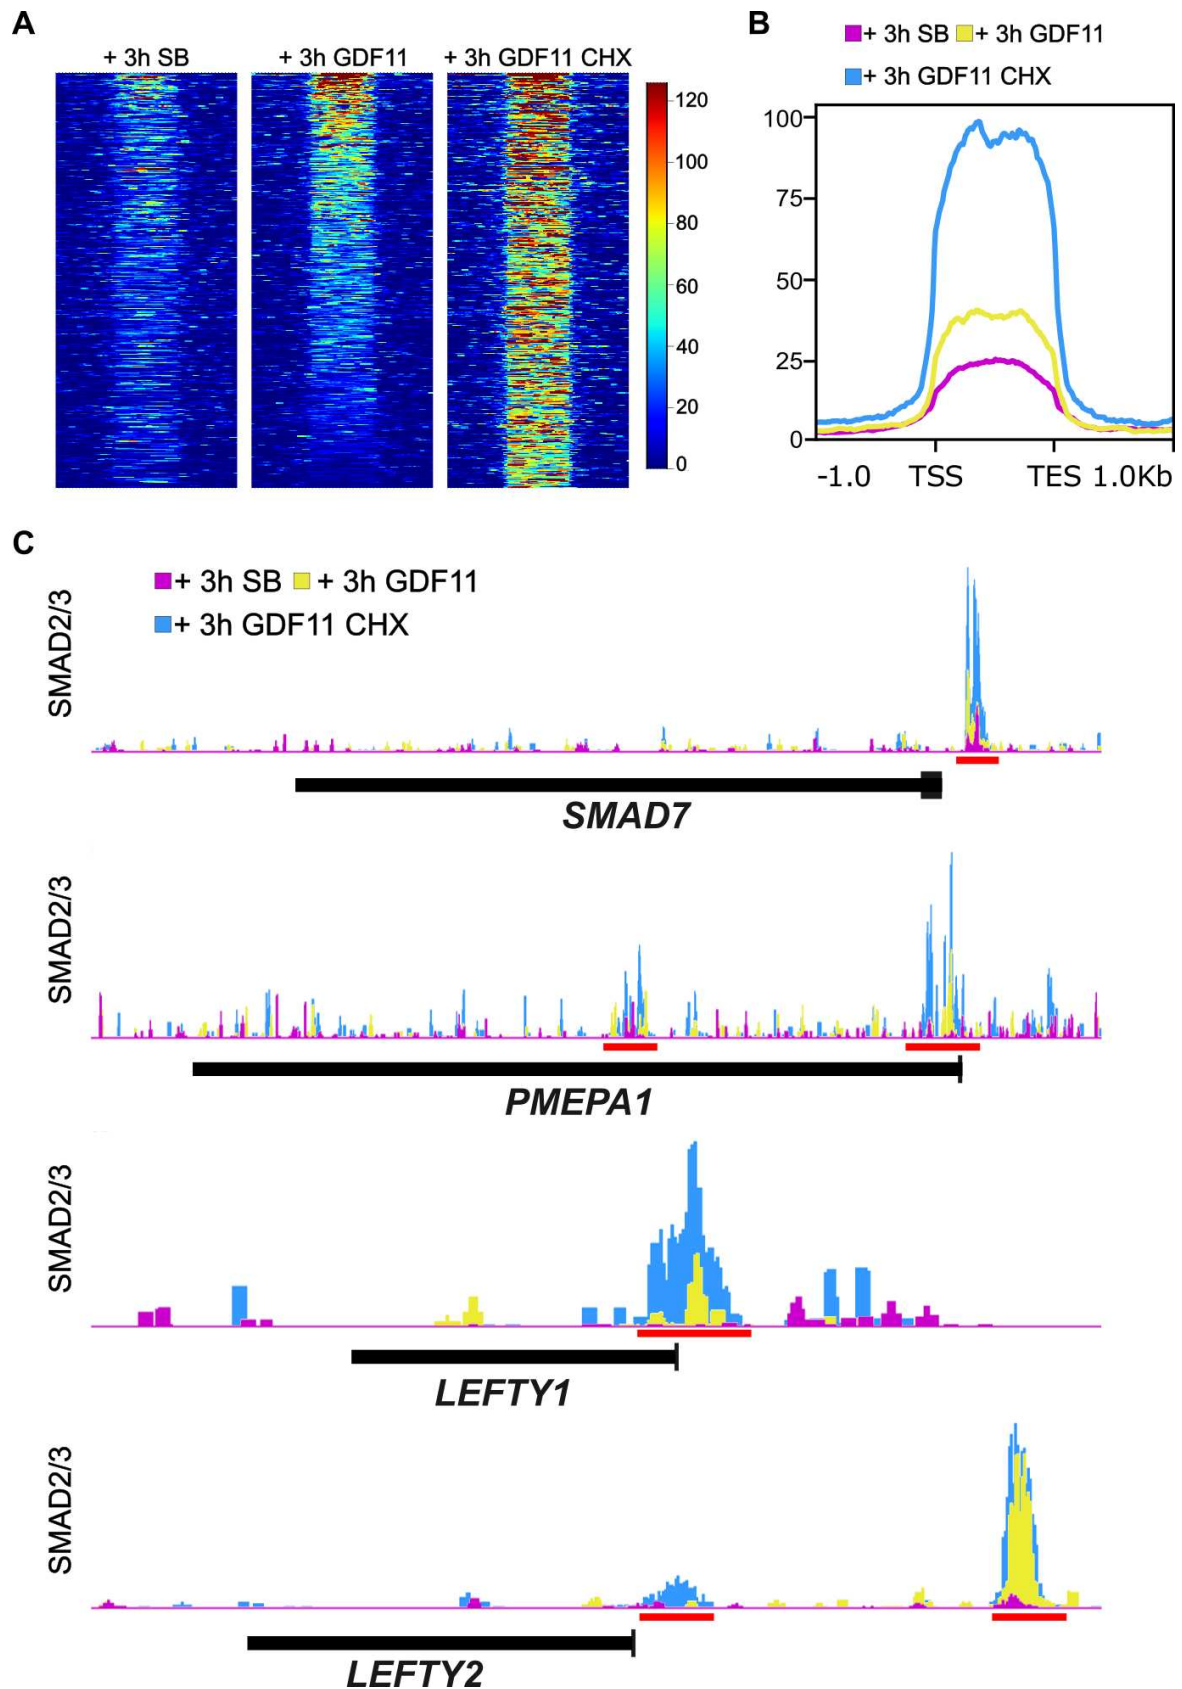 A
+ 3h SB
+ 3h GDF11
+ 3h GDF11 CHX
120
100
80
60
40
20
0
B
+ 3h SB + 3h GDF11
+ 3h GDF11 CHX
100
75
50
25
0
-1.0 TSS TES 1.0Kb
C
+ 3h SB + 3h GDF11
+ 3h GDF11 CHX
SMAD2/3
SMAD7
SMAD2/3
PMEPA1
SMAD2/3
LEFTY1
SMAD2/3
LEFTY2